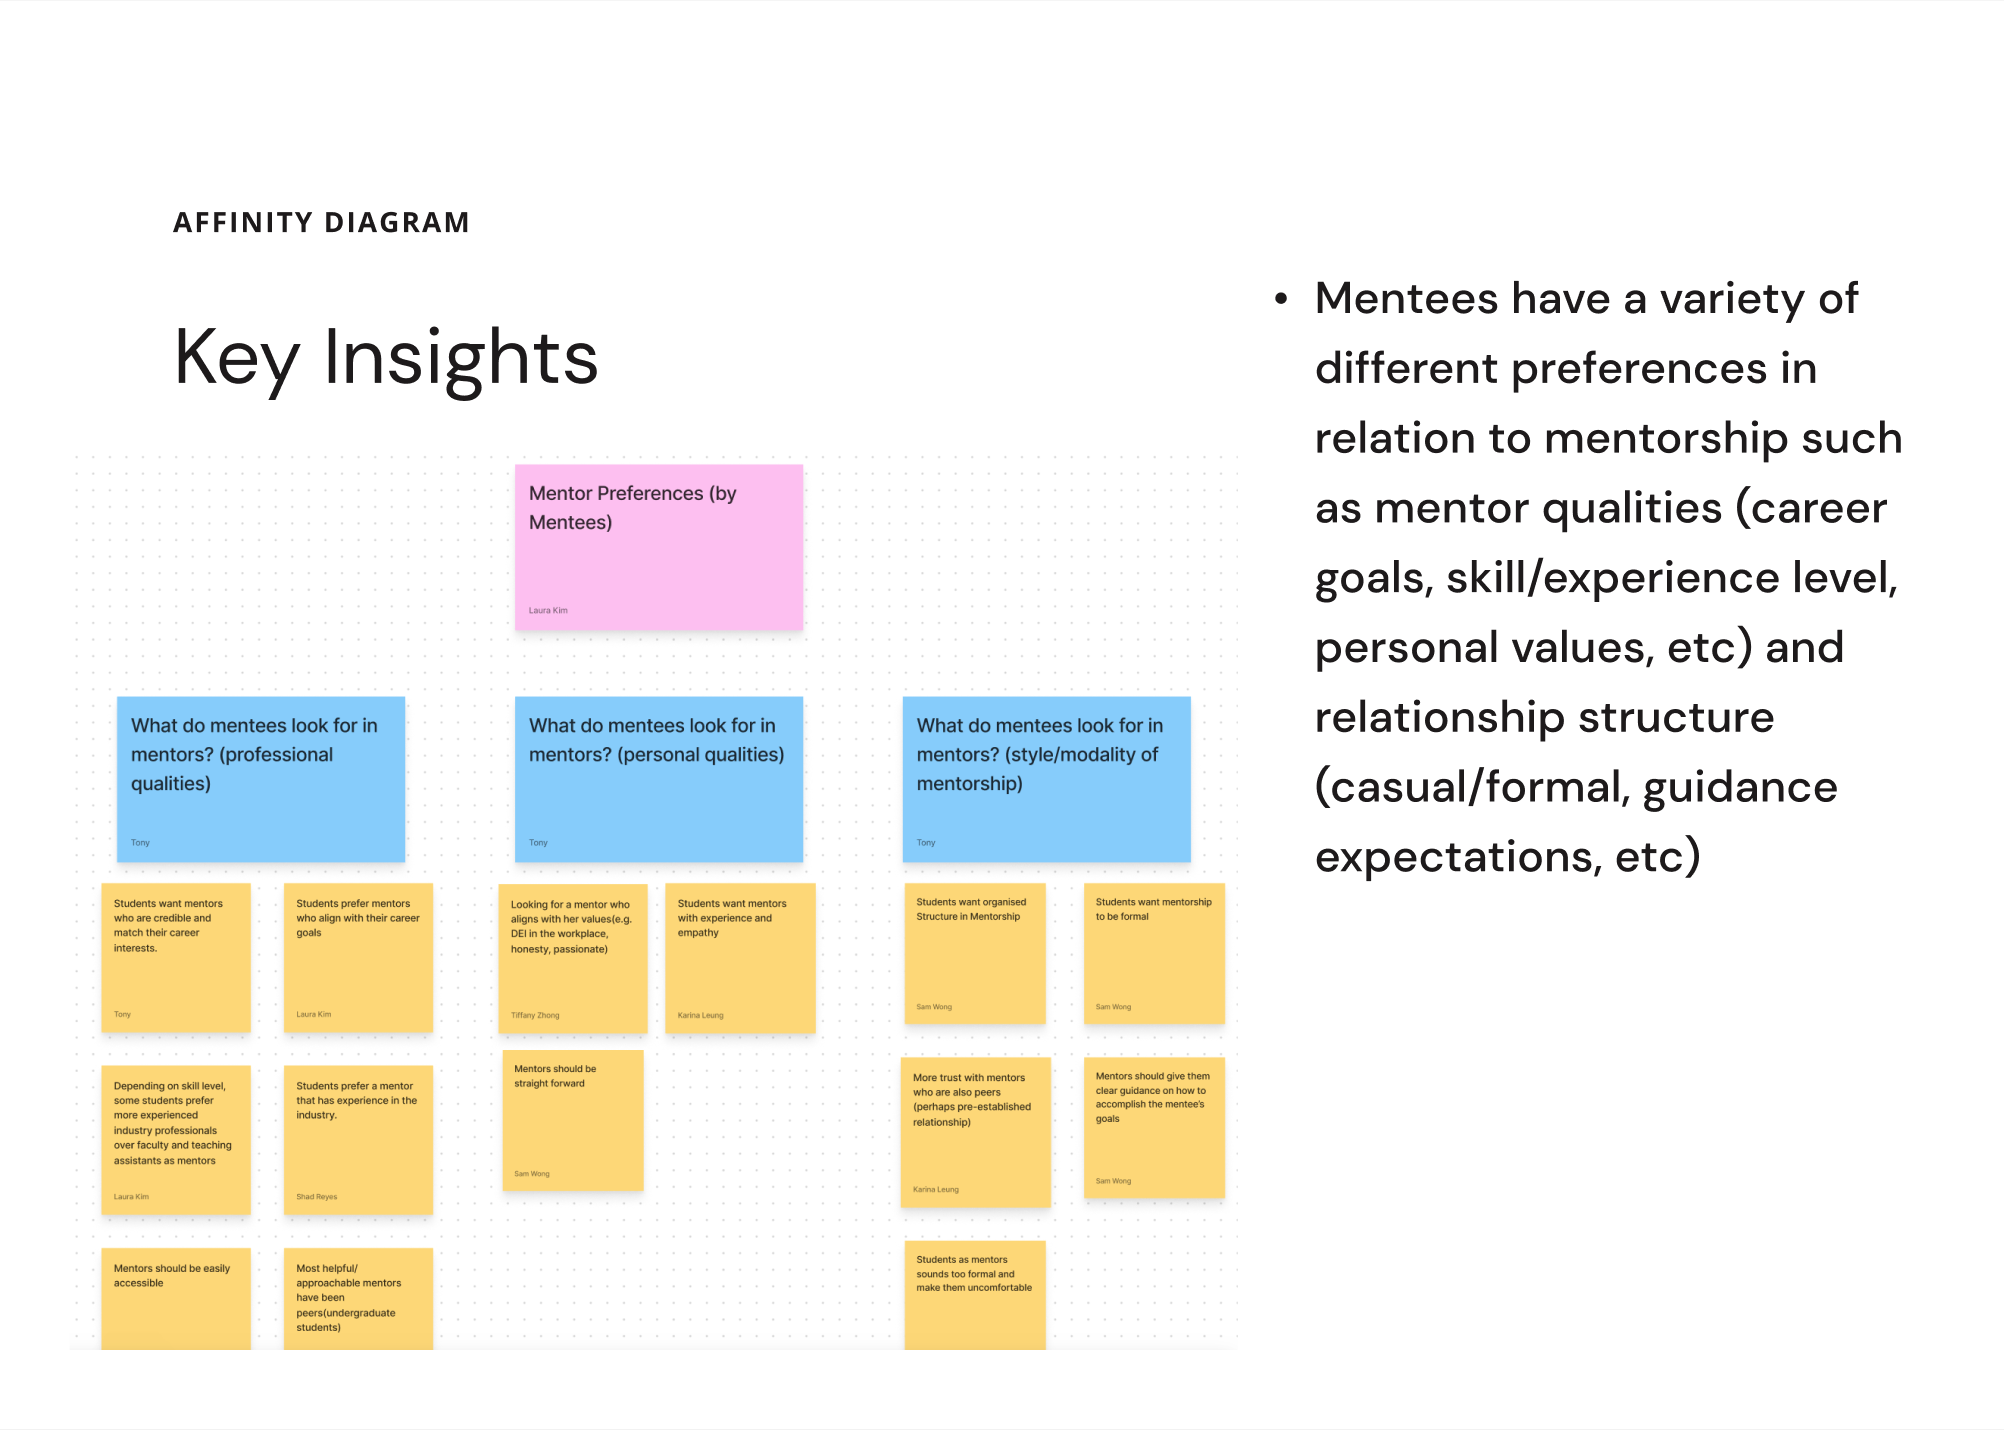 AFFINITY DIAGRAM
Key Insights
Mentor Preferences (by
Mentees)
Laura Kim
What do mentees look for in
mentors? (professional
qualities)
Tony
What do mentees look for in
mentors? (personal qualities)
Tony
What do mentees look for in
mentors? (style/modality of
mentorship)
Tony
Students want mentors
who are credible and
match their career
interests.
Tony
Students prefer mentors
who align with their career
goals
Laura Kim
Depending on skill level,
some students prefer
more experienced
industry professionals
over faculty and teaching
assistants as mentors
Laura Kim
Students prefer a mentor
that has experience in the
industry.
Shad Reyes
Mentors should be easily
accessible
Most helpful/
approachable mentors
have been
peers(undergraduate
students)
Looking for a mentor who
aligns with her values(e.g.
DEI in the workplace,
honesty, passionate)
Tiffany Zhong
Students want mentors
with experience and
empathy
Karina Leung
Mentors should be
straight forward
Sam Wong
Students want organised
Structure in Mentorship
Sam Wong
Students want mentorship
to be formal
Sam Wong
More trust with mentors
who are also peers
(perhaps pre-established
relationship)
Karina Leung
Mentors should give them
clear guidance on how to
accomplish the mentee's
goals
Sam Wong
Students as mentors
sounds too formal and
make them uncomfortable
• Mentees have a variety of
different preferences in
relation to mentorship such
as mentor qualities (career
goals, skill/experience level,
personal values, etc) and
relationship structure
(casual/formal, guidance
expectations, etc)